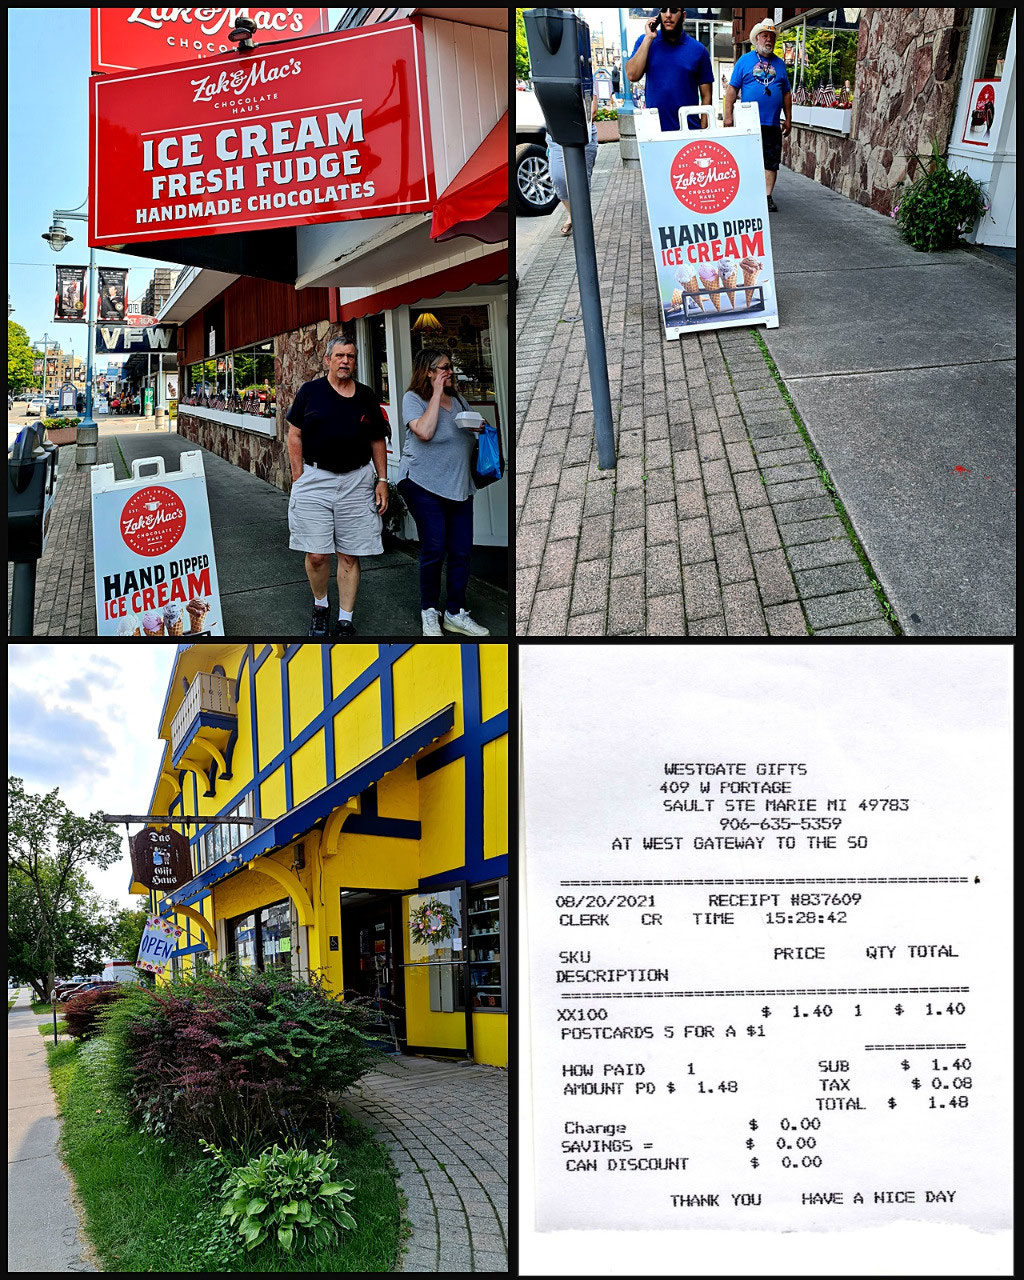 Zak & Mac's
CHOCOLATE
Zak & Mac's
CHOCOLATE
HAUS
ICE CREAM
FRESH FUDGE
HANDMADE CHOCOLATES
VFW
Zak & Mac's
CHOCOLATE
HAUS
HAND DIPPED
ICE CREAM
Zak & Mac's
CHOCOLATE
HAUS
HAND DIPPED
ICE CREAM
Das
Gift
Haus
OPEN
WESTGATE GIFTS
409 W PORTAGE
SAULT STE MARIE MI 49783
906-635-5359
AT WEST GATEWAY TO THE SO
08/20/2021 RECEIPT #837609
CLERK CR TIME 15:28:42
SKU PRICE QTY TOTAL
DESCRIPTION
XX100 $ 1.40 1 $ 1.40
POSTCARDS 5 FOR A $1
HOW PAID 1 SUB $ 1.40
AMOUNT PD $ 1.48 TAX $ 0.08
TOTAL $ 1.48
Change $ 0.00
SAVINGS = $ 0.00
CAN DISCOUNT $ 0.00
THANK YOU HAVE A NICE DAY